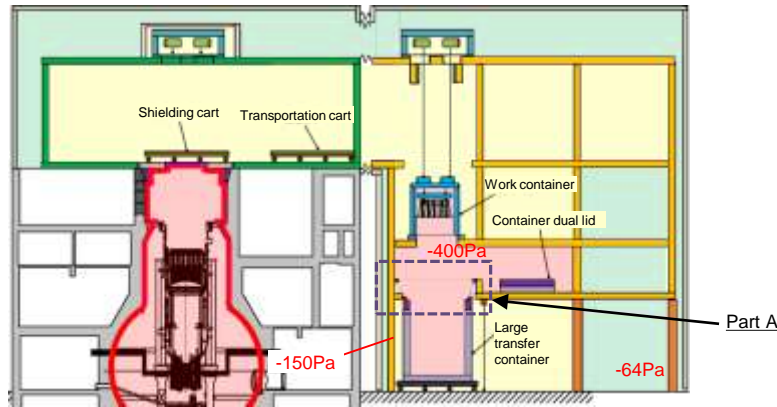 Shielding cart
Transportation cart
Work container
Container dual lid
-400Pa
Part A
Large
transfer
container
-150Pa
-64Pa